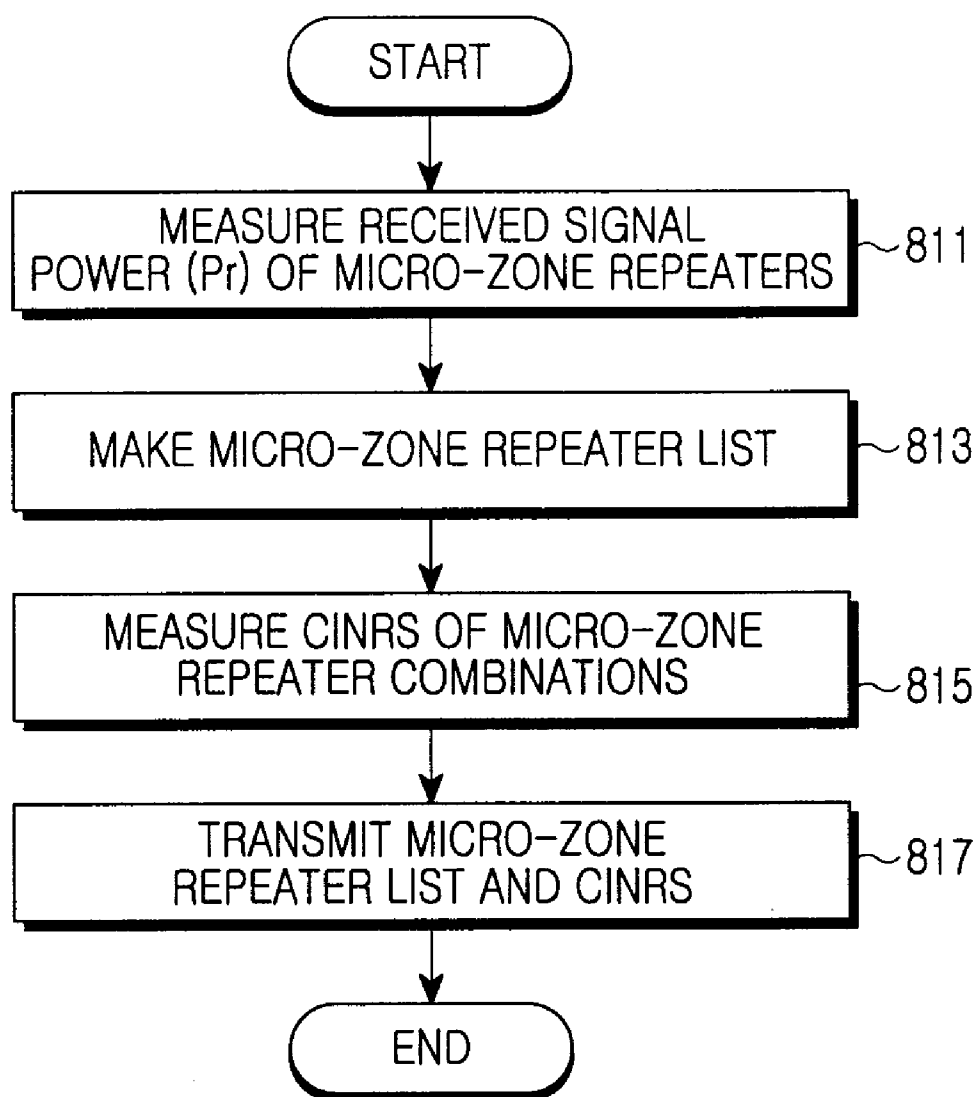 START
MEASURE RECEIVED SIGNAL
POWER (Pr) OF MICRO-ZONE REPEATERS
811
MAKE MICRO-ZONE REPEATER LIST
813
MEASURE CINRS OF MICRO-ZONE
REPEATER COMBINATIONS
815
TRANSMIT MICRO-ZONE
REPEATER LIST AND CINRS
817
END